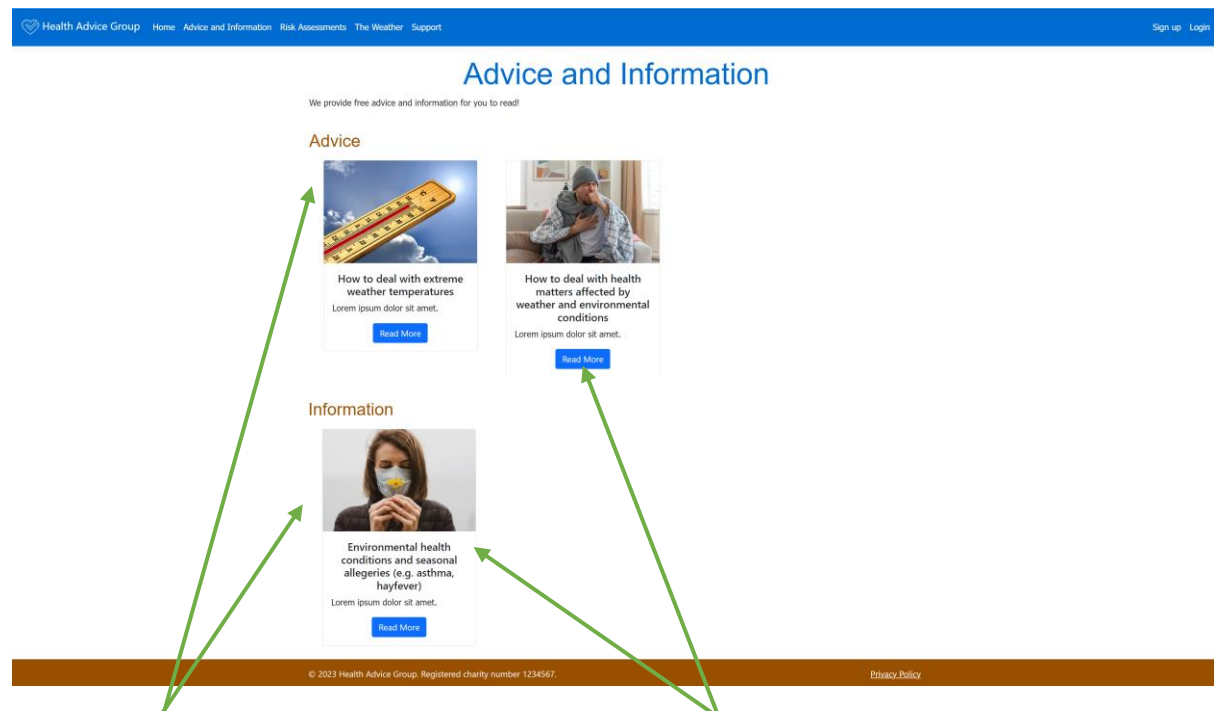 Health Advice Group Home Advice and Information Risk Assessments The Weather Support Sign up Login
Advice and Information
We provide free advice and information for you to read!
Advice
How to deal with extreme
weather temperatures
Lorem ipsum dolor sit amet.
Read More
How to deal with health
matters affected by
weather and environmental
conditions
Lorem ipsum dolor sit amet.
Read More
Information
Environmental health
conditions and seasonal
allegeries (e.g. asthma,
hayfever)
Lorem ipsum dolor sit amet.
Read More
© 2023 Health Advice Group. Registered charity number 1234567. Privacy Policy